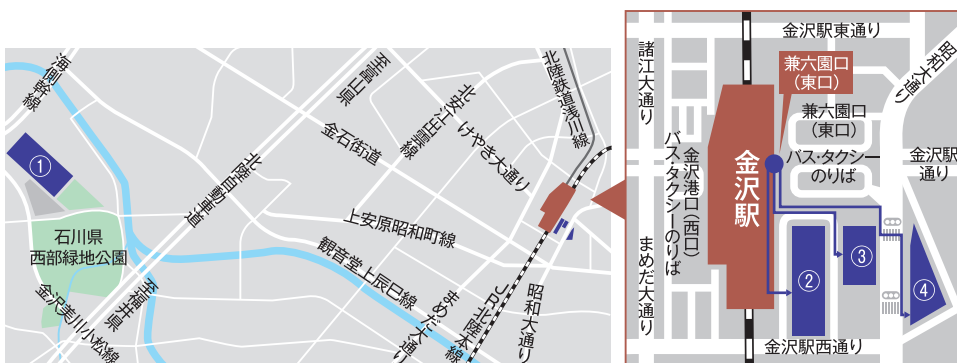 海側幹線
①
石川県
西部緑地公園
金沢美川小松線
至福井県
北陸自動車道
至富山県
金石街道
北安江出雲線
けやき大通り
北陸鉄道浅川線
上安原昭和町線
観音堂上辰巳線
まめだ大通り
JR北陸本線
昭和大通り
金沢駅東通り
諸江大通り
昭和大通り
兼六園口
(東口)
兼六園口
(東口)
バス・タクシー
のりば
金沢駅
通り
金沢駅
金沢港口(西口)
バス・タクシーのりば
まめだ大通り
②
③
④
金沢駅西通り